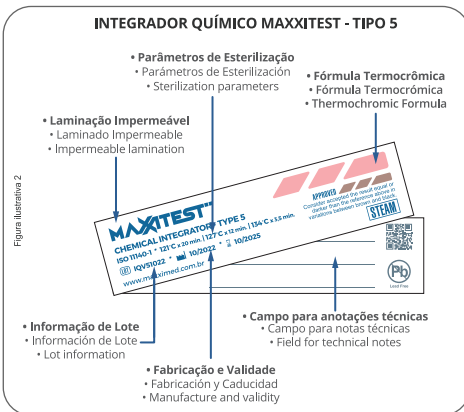 INTEGRADOR QUÍMICO MAXXITEST - TIPO 5
• Parâmetros de Esterilização
• Parámetros de Esterilización
• Sterilization parameters
• Fórmula Termocrômica
• Fórmula Termocrómica
• Thermochromic Formula
• Laminação Impermeável
• Laminado Impermeable
• Impermeable lamination
Figura ilustrativa 2
MAXXITEST
CHEMICAL INTEGRATOR TYPE 5
ISO 11140-1 • 121°C x 20 min. | 127°C x 12 min. | 134°C x 3,5 min.
LOT IQV51022 • 10/2022 • 10/2025
www.maxximed.com.br
APPROVED
Consider accepted the result equal or
darker than the reference above in
variations between brown and black.
STEAM
Pb
Lead Free
• Informação de Lote
• Información de Lote
• Lot information
• Campo para anotações técnicas
• Campo para notas técnicas
• Field for technical notes
• Fabricação e Validade
• Fabricación y Caducidad
• Manufacture and validity